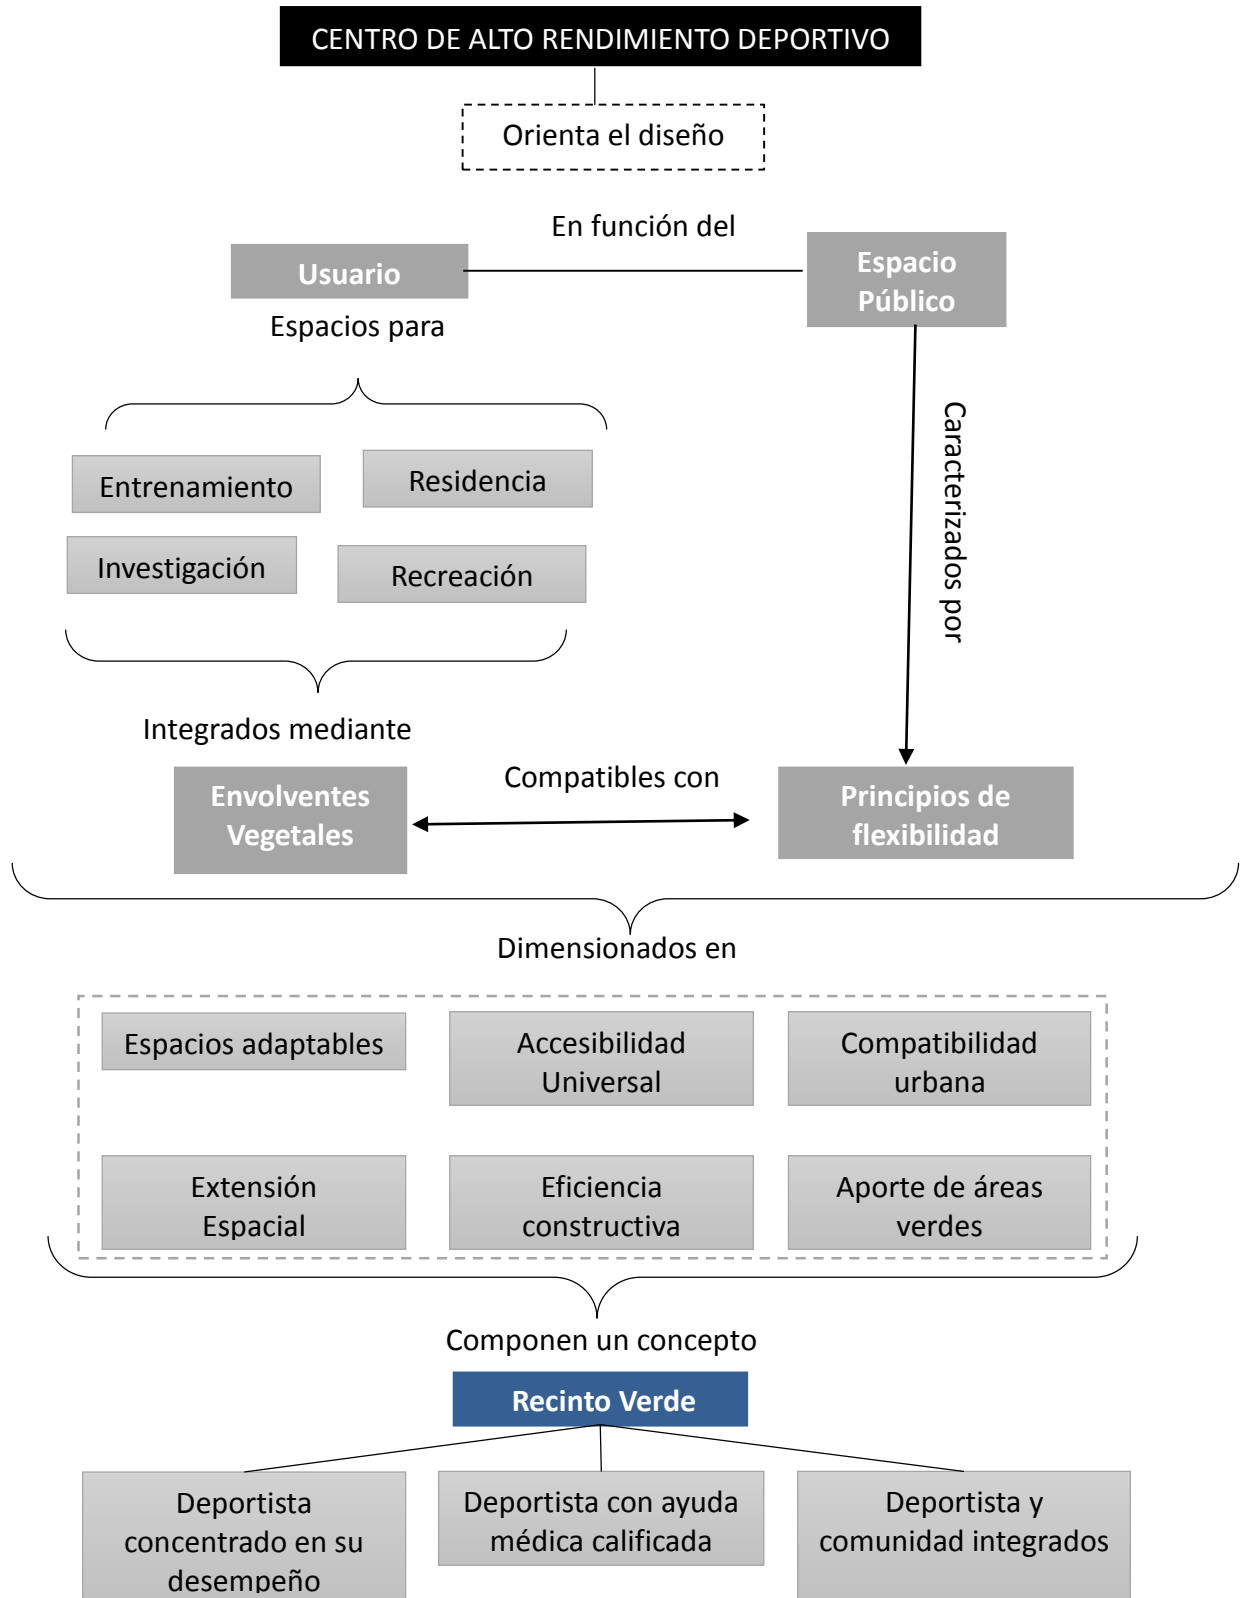 CENTRO DE ALTO RENDIMIENTO DEPORTIVO
Orienta el diseño
En función del
Usuario
Espacio
Público
Espacios para
Caracterizados por
Entrenamiento
Residencia
Investigación
Recreación
Integrados mediante
Envolventes
Vegetales
Compatibles con
Principios de
flexibilidad
Dimensionados en
Espacios adaptables
Accesibilidad
Universal
Compatibilidad
urbana
Extensión
Espacial
Eficiencia
constructiva
Aporte de áreas
verdes
Componen un concepto
Recinto Verde
Deportista
concentrado en su
desempeño
Deportista con ayuda
médica calificada
Deportista y
comunidad integrados